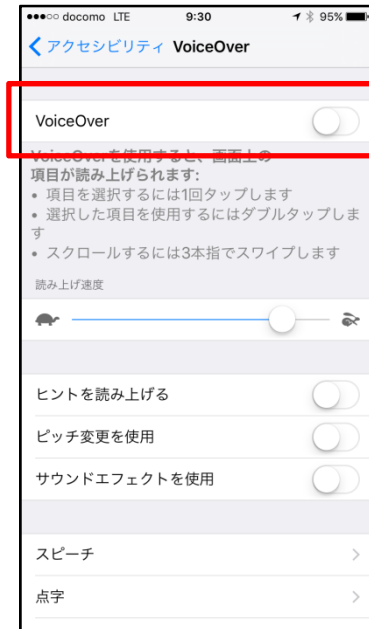 docomo LTE 9:30 95%
アクセシビリティ VoiceOver
VoiceOver
VoiceOverを使用すると、画面上の
項目が読み上げられます:
• 項目を選択するには1回タップします
• 選択した項目を使用するにはダブルタップしま
す
• スクロールするには3本指でスワイプします
読み上げ速度
ヒントを読み上げる
ピッチ変更を使用
サウンドエフェクトを使用
スピーチ
点字